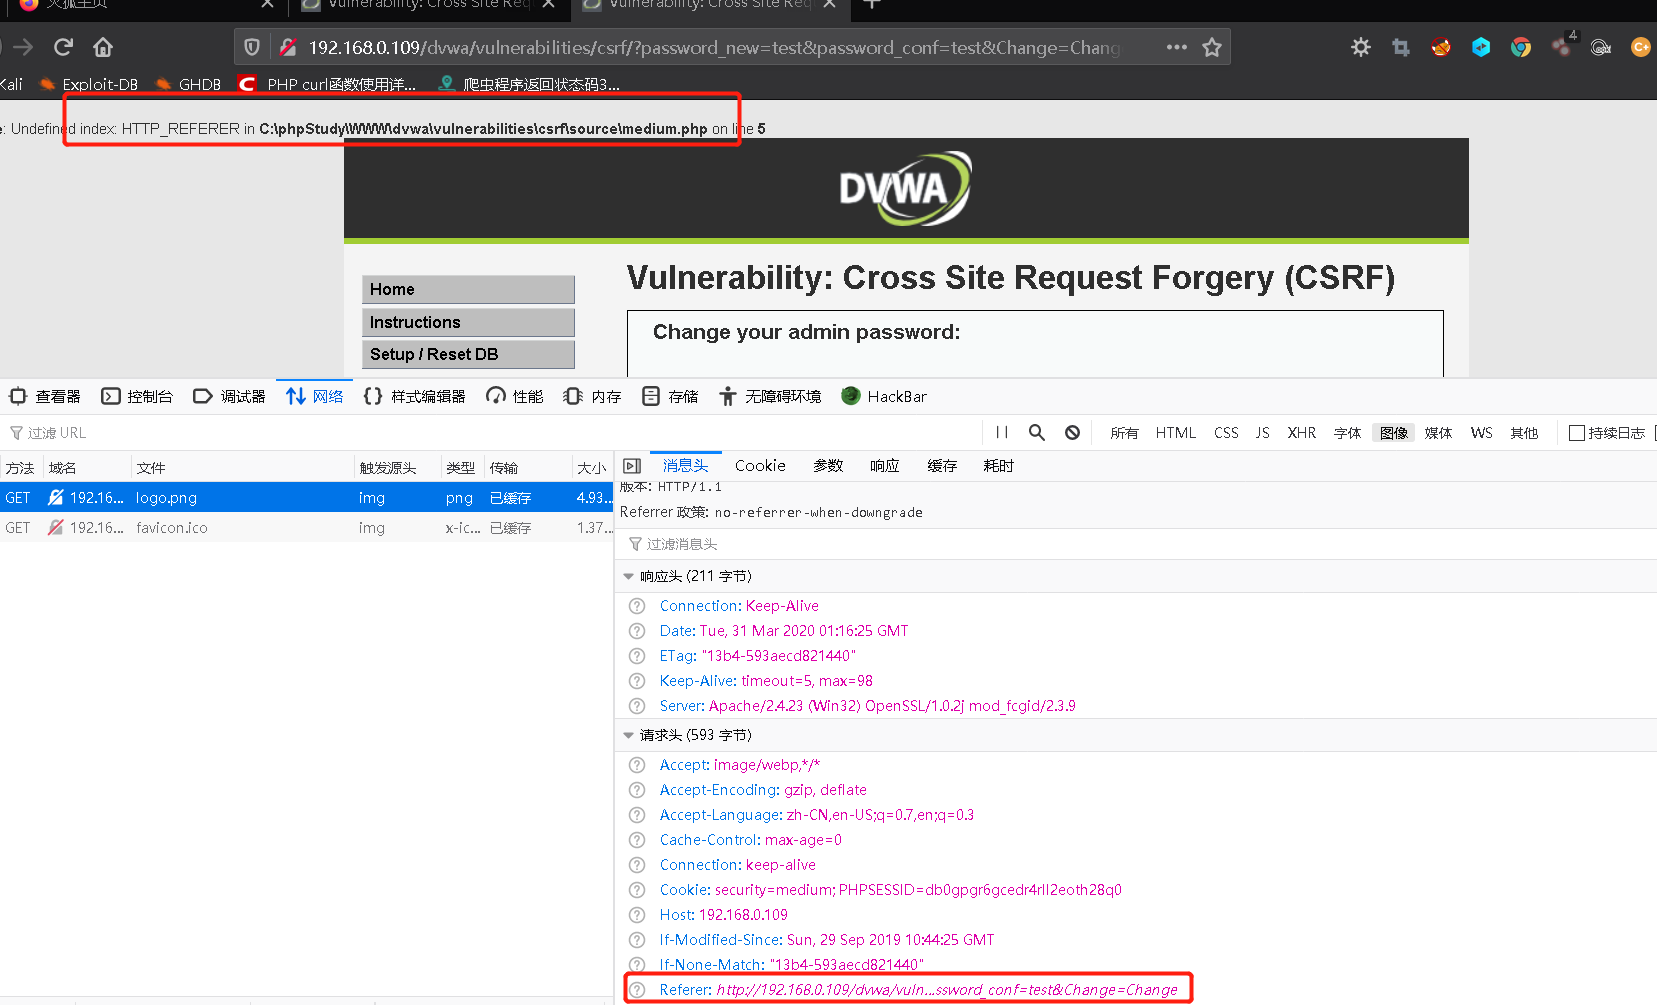 火狐主页 Vulnerability: Cross Site Req Vulnerability: Cross Site Req
192.168.0.109/dvwa/vulnerabilities/csrf/?password_new=test&password_conf=test&Change=Chang
4
Kali Exploit-DB GHDB PHP curl函数使用详... 爬虫程序返回状态码3...
e: Undefined index: HTTP_REFERER in C:\phpStudy\WWW\dvwa\vulnerabilities\csrf\source\medium.php on line 5
DVWA
Vulnerability: Cross Site Request Forgery (CSRF)
Home
Instructions
Setup / Reset DB
Change your admin password:
查看器 控制台 调试器 网络 样式编辑器 性能 内存 存储 无障碍环境 HackBar
过滤 URL 所有 HTML CSS JS XHR 字体 图像 媒体 WS 其他 持续日志
方法 域名 文件 触发源头 类型 传输 大小
GET 192.16... logo.png img png 已缓存 4.93...
GET 192.16... favicon.ico img x-ic... 已缓存 1.37...
消息头 Cookie 参数 响应 缓存 耗时
版本: HTTP/1.1
Referrer 政策: no-referrer-when-downgrade
过滤消息头
响应头 (211 字节)
Connection: Keep-Alive
Date: Tue, 31 Mar 2020 01:16:25 GMT
ETag: "13b4-593aecd821440"
Keep-Alive: timeout=5, max=98
Server: Apache/2.4.23 (Win32) OpenSSL/1.0.2j mod_fcgid/2.3.9
请求头 (593 字节)
Accept: image/webp,*/*
Accept-Encoding: gzip, deflate
Accept-Language: zh-CN,en-US;q=0.7,en;q=0.3
Cache-Control: max-age=0
Connection: keep-alive
Cookie: security=medium; PHPSESSID=db0gpgr6gcedr4rll2eoth28q0
Host: 192.168.0.109
If-Modified-Since: Sun, 29 Sep 2019 10:44:25 GMT
If-None-Match: "13b4-593aecd821440"
Referer: http://192.168.0.109/dvwa/vuln...ssword_conf=test&Change=Change